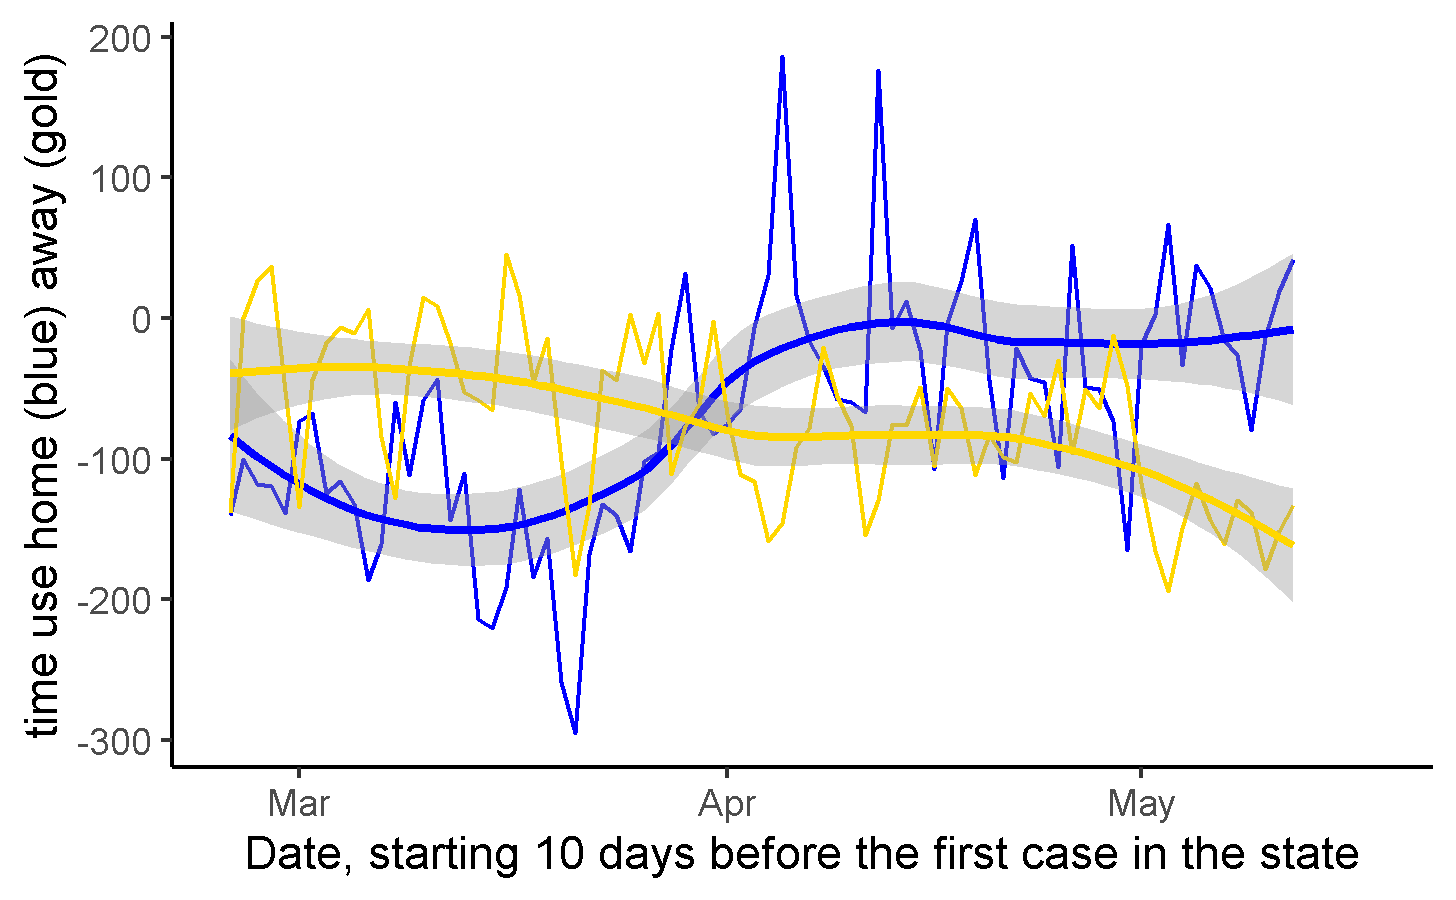 time use home (blue) away (gold)
200
100
0
-100
-200
-300
Mar
Apr
May
Date, starting 10 days before the first case in the state